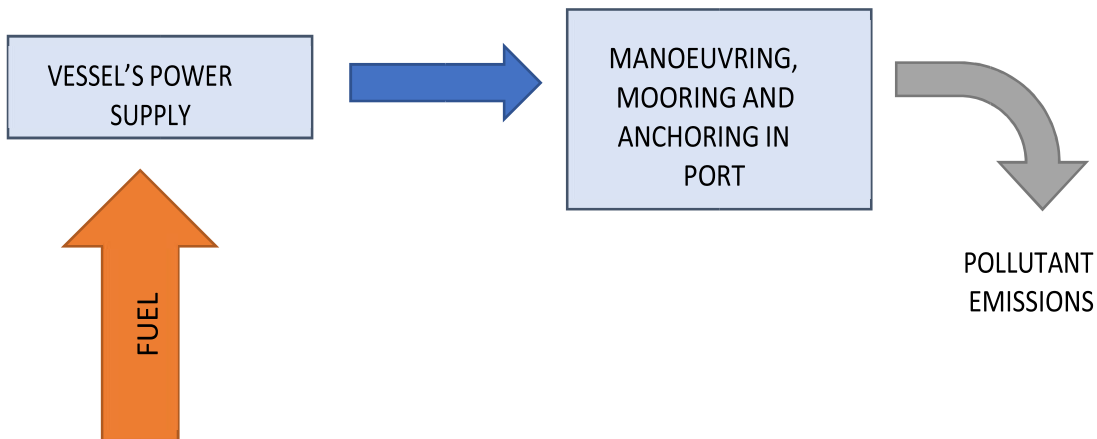 VESSEL'S POWER
SUPPLY
MANOEUVRING,
MOORING AND
ANCHORING IN
PORT
POLLUTANT
EMISSIONS
FUEL